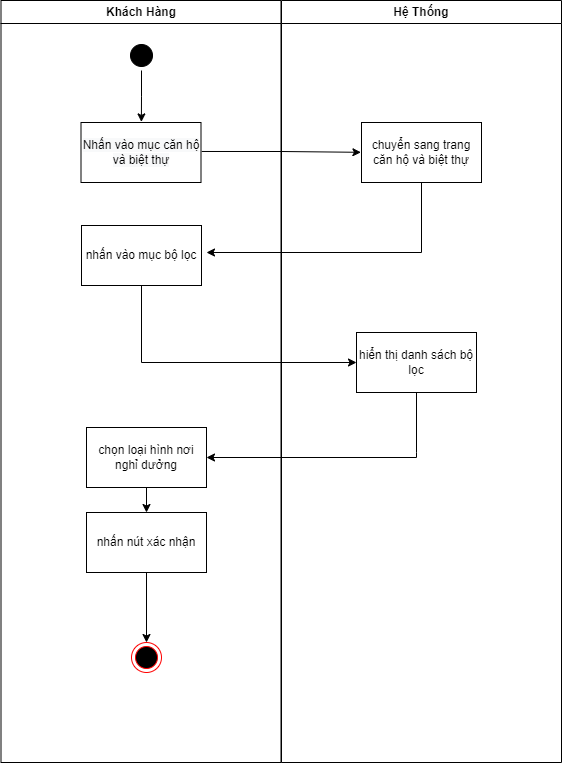 Khách Hàng
Hệ Thống
Nhấn vào mục căn hộ
và biệt thự
chuyển sang trang
căn hộ và biệt thự
nhấn vào mục bộ lọc
hiển thị danh sách bộ
lọc
chọn loại hình nơi
nghỉ dưỡng
nhấn nút xác nhận